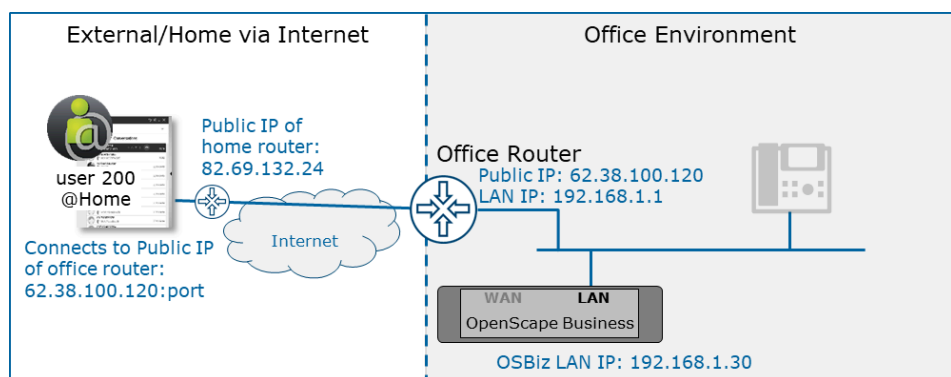 External/Home via Internet
Office Environment
@
user 200
@Home
Public IP of
home router:
82.69.132.24
Connects to Public IP
of office router:
62.38.100.120:port
Internet
Office Router
Public IP: 62.38.100.120
LAN IP: 192.168.1.1
WAN LAN
OpenScape Business
OSBiz LAN IP: 192.168.1.30